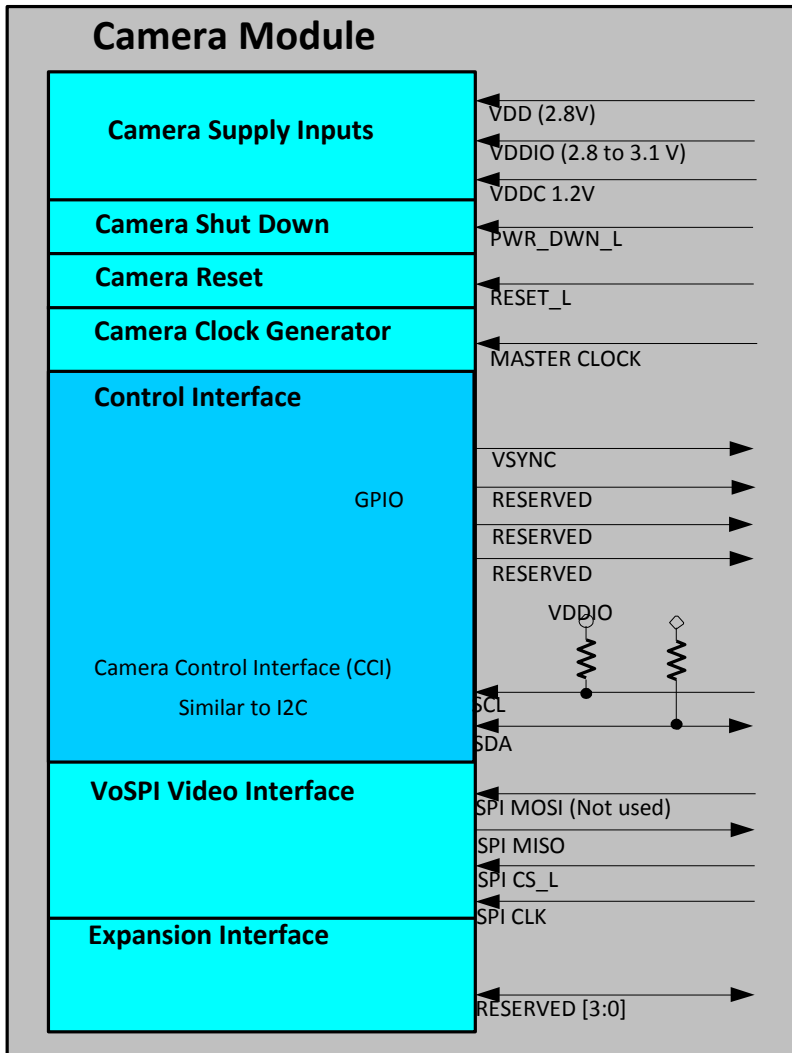 Camera Module
Camera Supply Inputs
VDD (2.8V)
VDDIO (2.8 to 3.1 V)
VDDC 1.2V
Camera Shut Down
PWR_DWN_L
Camera Reset
RESET_L
Camera Clock Generator
MASTER CLOCK
Control Interface
VSYNC
GPIO
RESERVED
RESERVED
RESERVED
VDDIO
Camera Control Interface (CCI)
Similar to I2C
SCL
SDA
VoSPI Video Interface
SPI MOSI (Not used)
SPI MISO
SPI CS_L
SPI CLK
Expansion Interface
RESERVED [3:0]